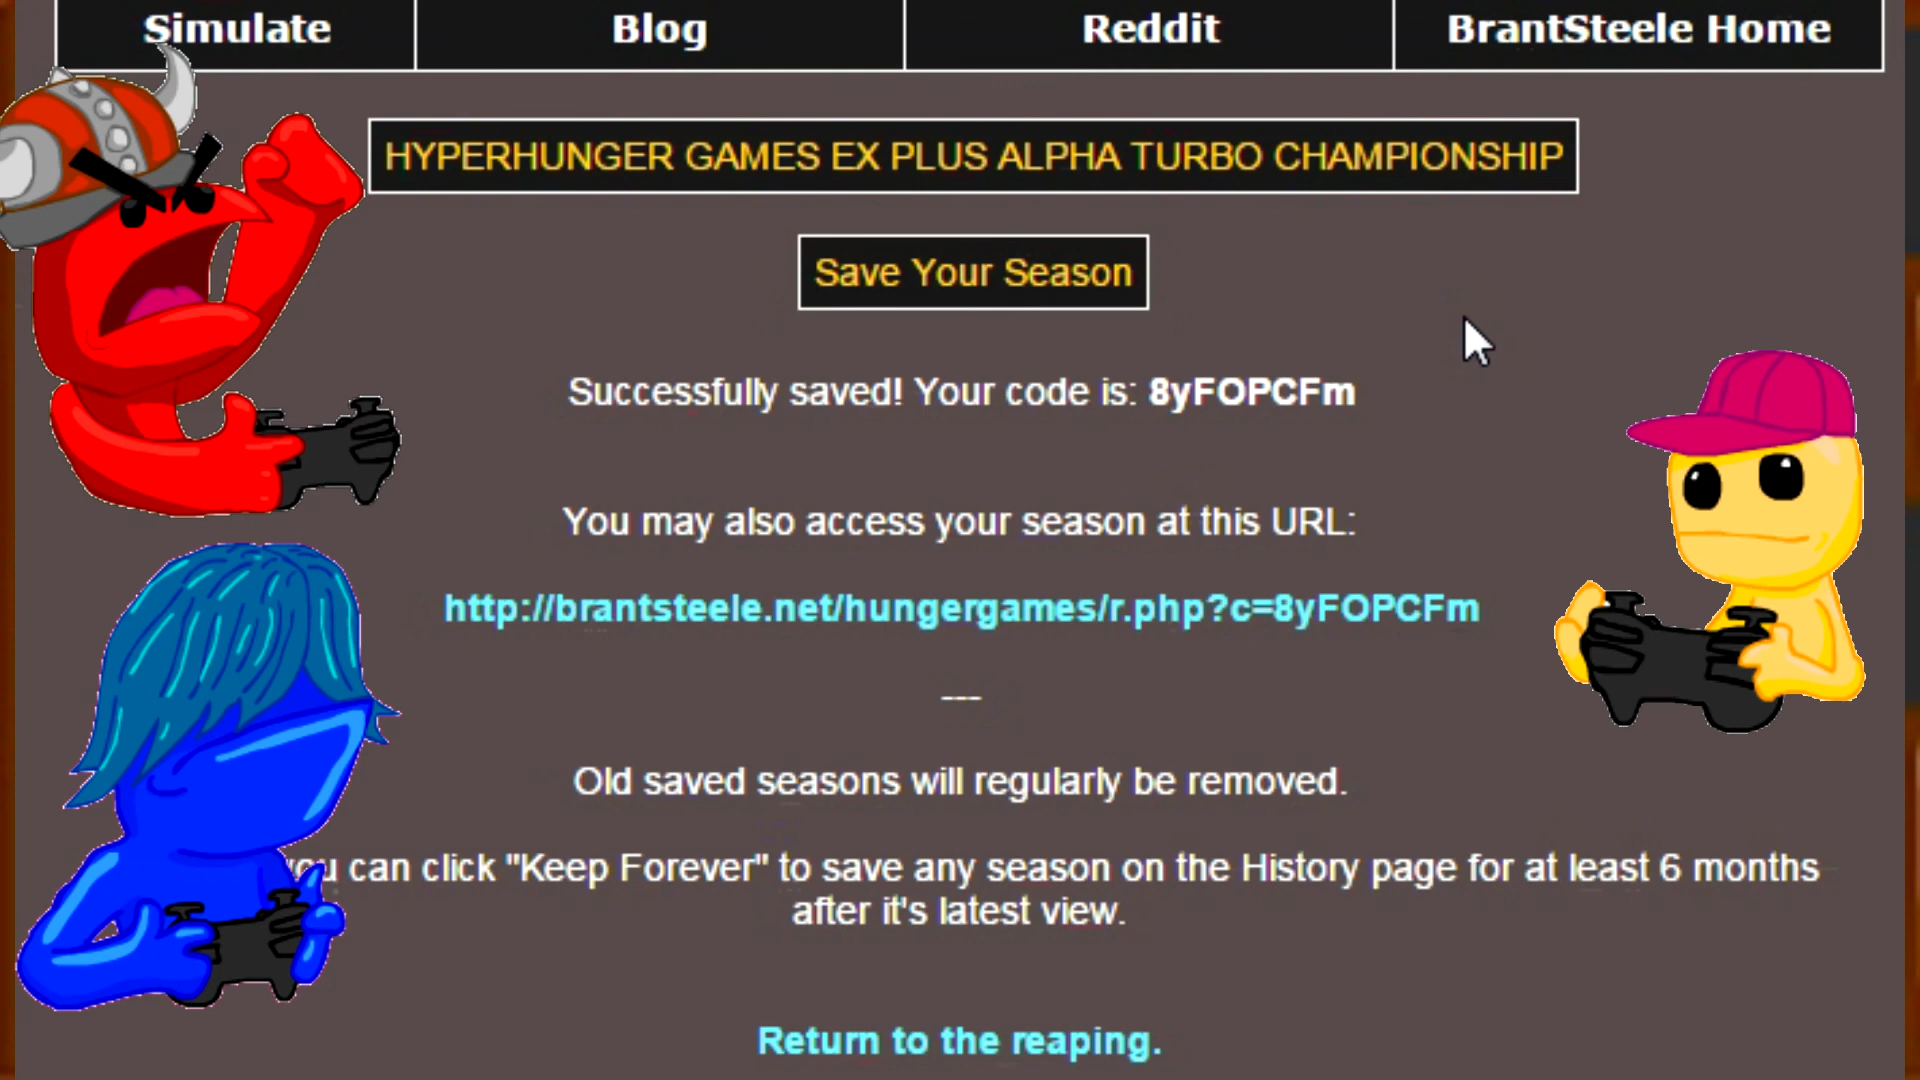 Simulate Blog Reddit BrantSteele Home
HYPERHUNGER GAMES EX PLUS ALPHA TURBO CHAMPIONSHIP
Save Your Season
Successfully saved! Your code is: 8yFOPCFm
You may also access your season at this URL:
http://brantsteele.net/hungergames/r.php?c=8yFOPCFm
---
Old saved seasons will regularly be removed.
you can click "Keep Forever" to save any season on the History page for at least 6 months
after it's latest view.
Return to the reaping.